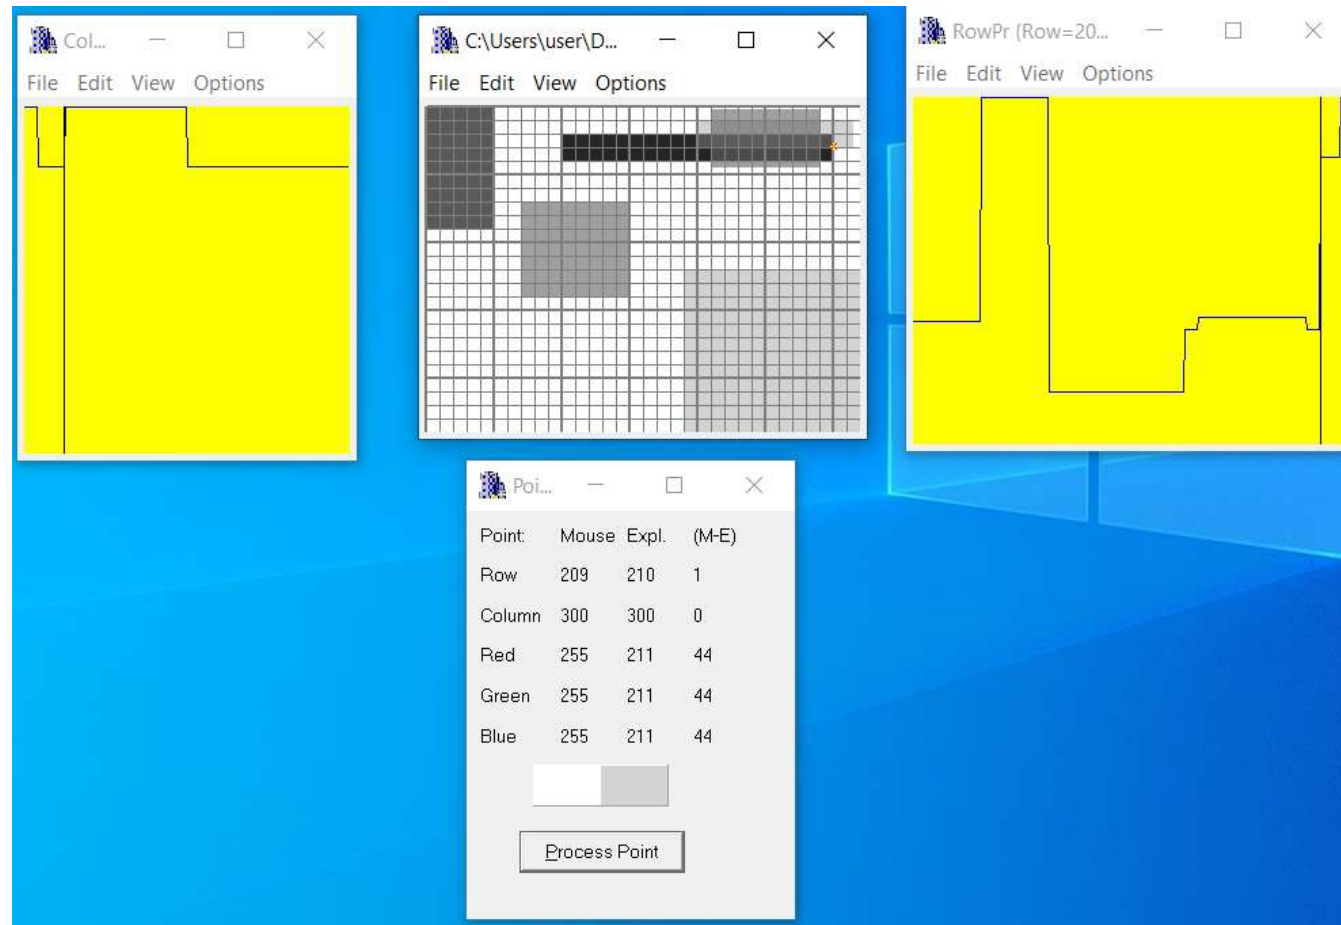 Col...
File Edit View Options
C:\Users\user\D...
File Edit View Options
RowPr (Row=20...
File Edit View Options
Poi...
Point: Mouse Expl. (M-E)
Row 209 210 1
Column 300 300 0
Red 255 211 44
Green 255 211 44
Blue 255 211 44
Process Point